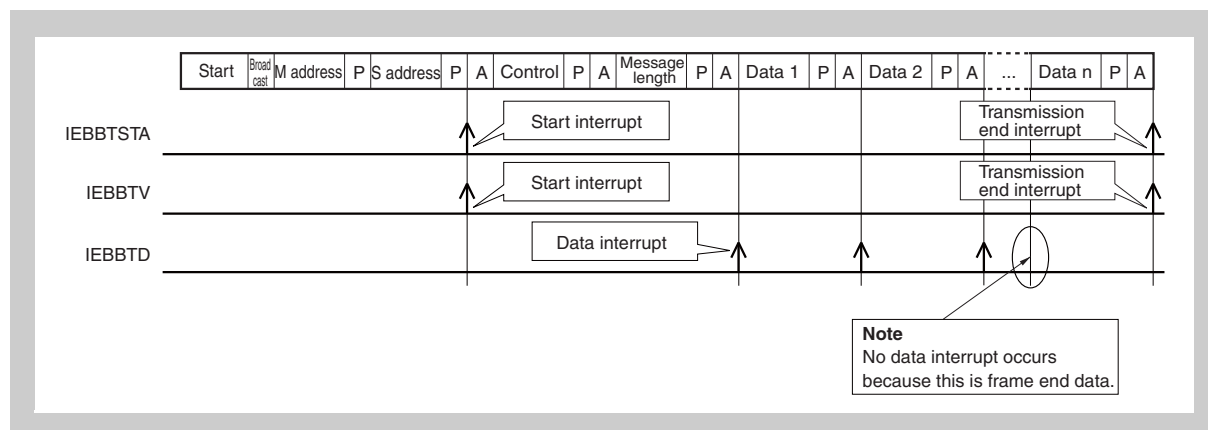 Start Broad cast M address P S address P A Control P A Message length P A Data 1 P A Data 2 P A ... Data n P A
IEBBTSTA
Start interrupt
Transmission
end interrupt
IEBBTV
Start interrupt
Transmission
end interrupt
IEBBTD
Data interrupt
Note
No data interrupt occurs
because this is frame end data.